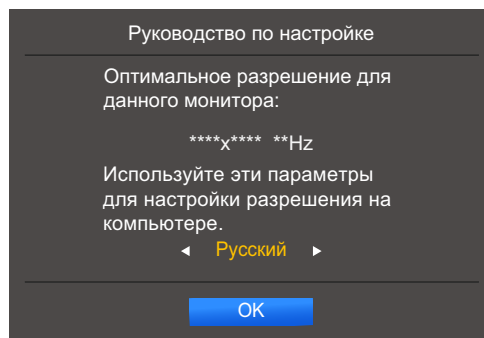 Руководство по настройке
Оптимальное разрешение для
данного монитора:
****x**** **Hz
Используйте эти параметры
для настройки разрешения на
компьютере.
Русский
OK